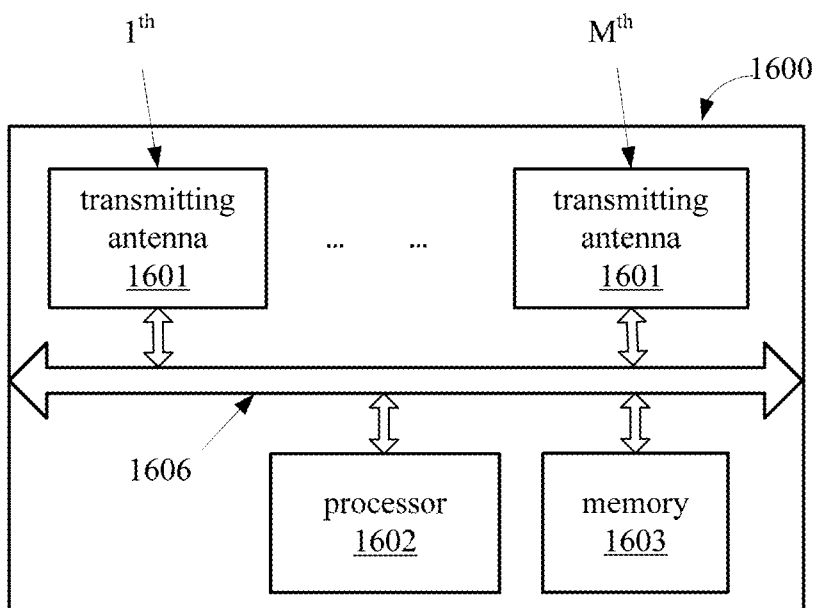 1th
Mth
1600
transmitting
antenna
1601
... ...
transmitting
antenna
1601
1606
processor
1602
memory
1603